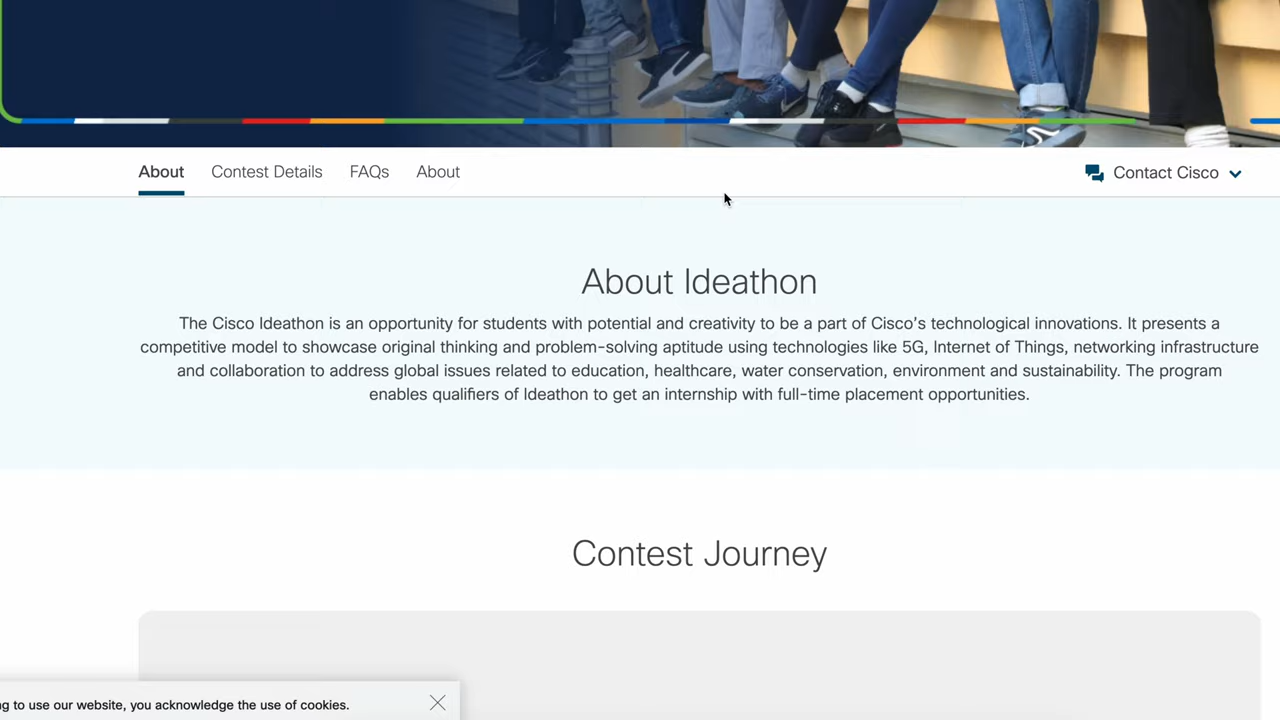 About Contest Details FAQs About Contact Cisco
About Ideathon
The Cisco Ideathon is an opportunity for students with potential and creativity to be a part of Cisco's technological innovations. It presents a
competitive model to showcase original thinking and problem-solving aptitude using technologies like 5G, Internet of Things, networking infrastructure
and collaboration to address global issues related to education, healthcare, water conservation, environment and sustainability. The program
enables qualifiers of Ideathon to get an internship with full-time placement opportunities.
Contest Journey
to use our website, you acknowledge the use of cookies.